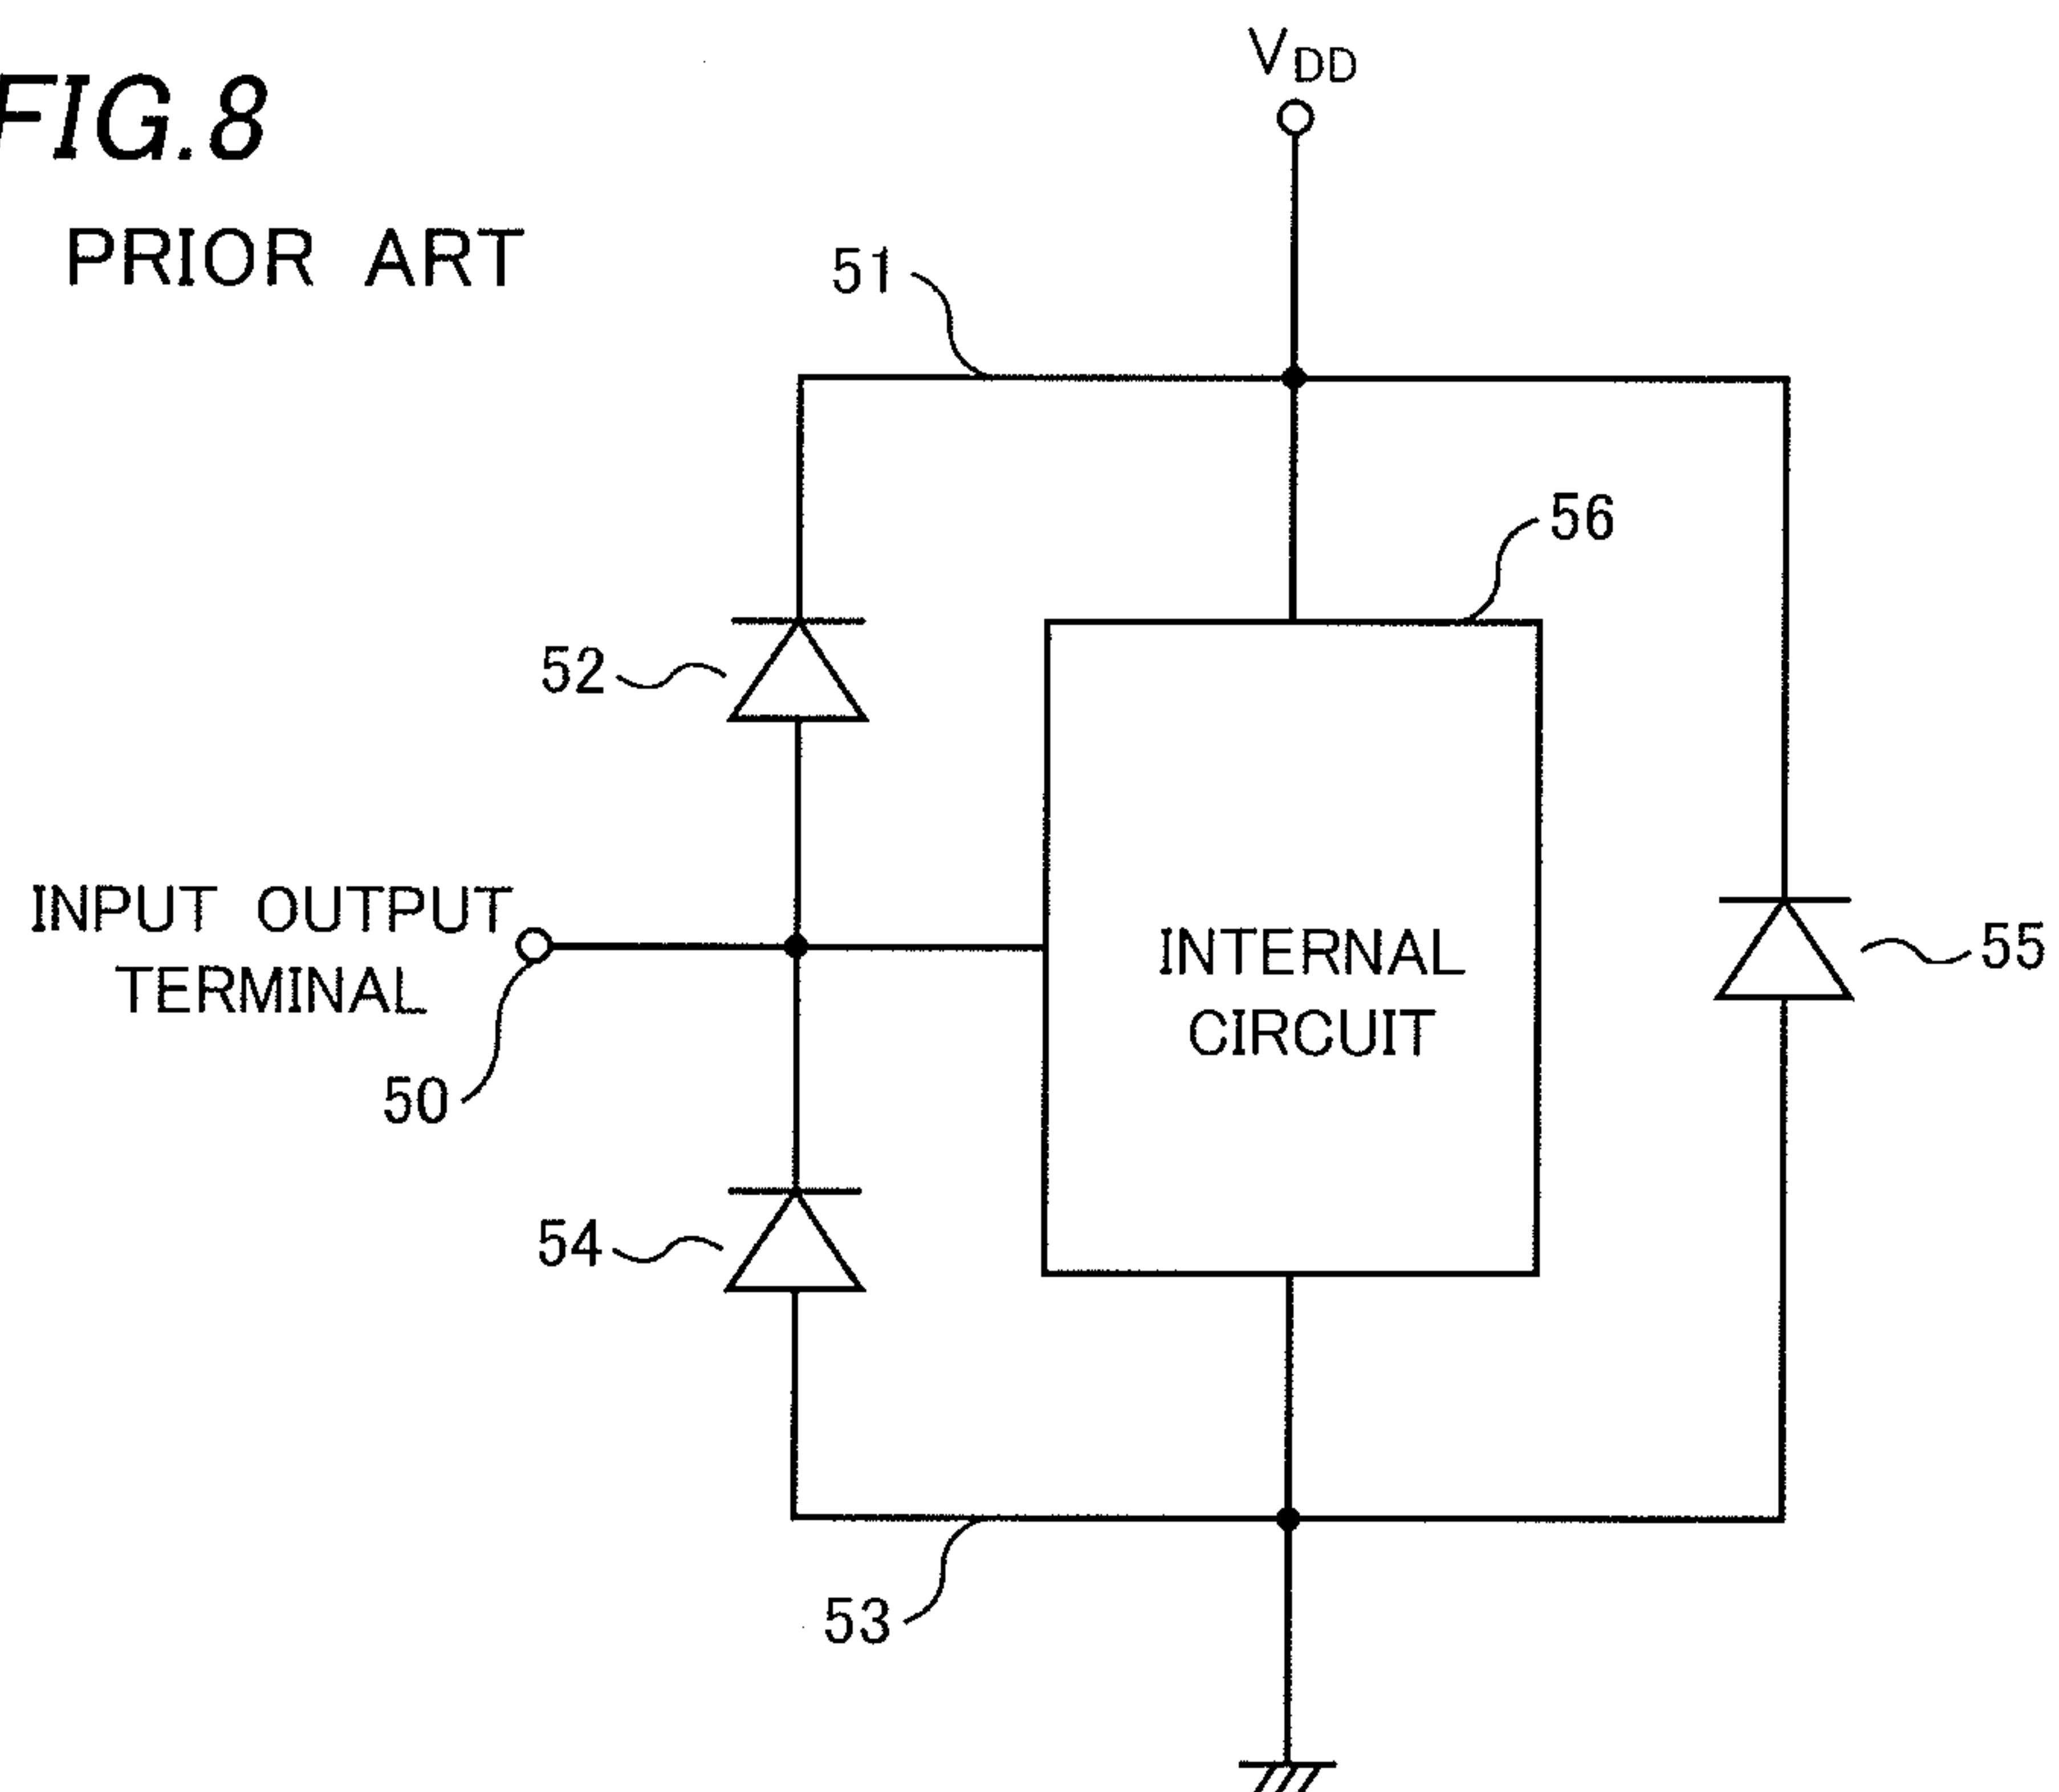 FIG.8
PRIOR ART
VDD
51
56
52
INPUT OUTPUT
TERMINAL
INTERNAL
CIRCUIT
55
50
54
53